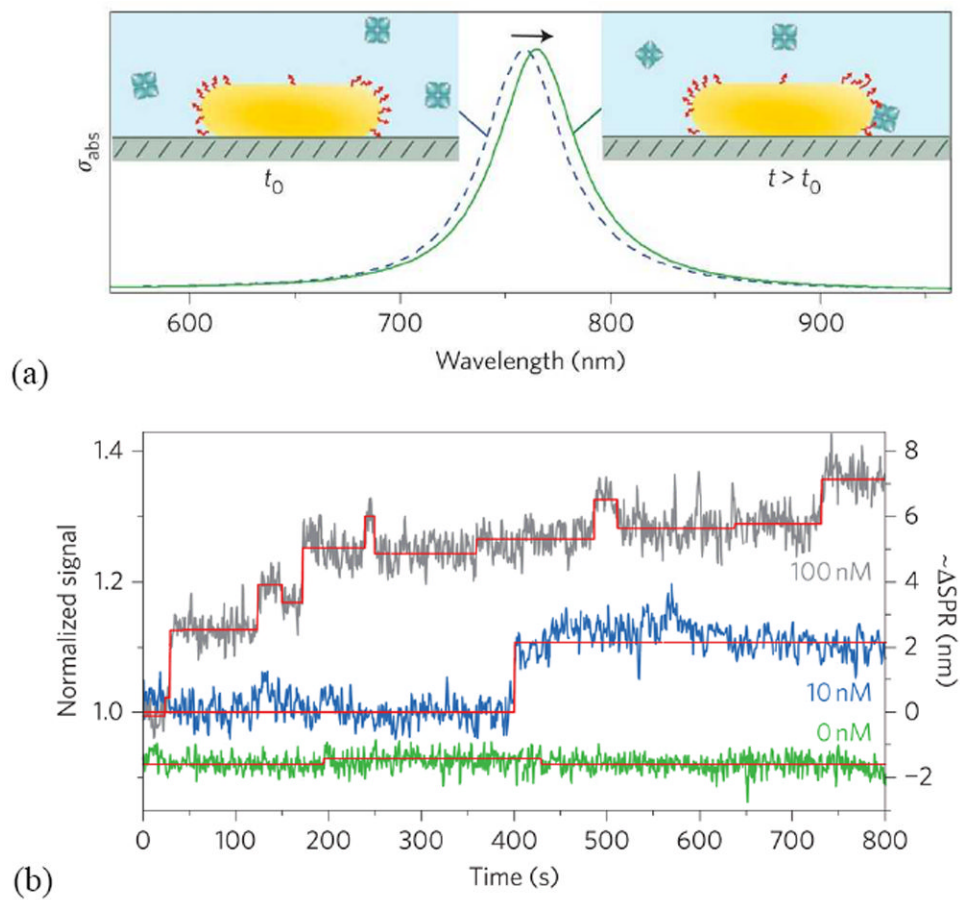 σabs
t0
t > t0
600 700 800 900
Wavelength (nm)
(a)
Normalized signal
1.4
1.2
1.0
8
6
4
2
0
−2
~ΔSPR (nm)
100 nM
10 nM
0 nM
0 100 200 300 400 500 600 700 800
Time (s)
(b)